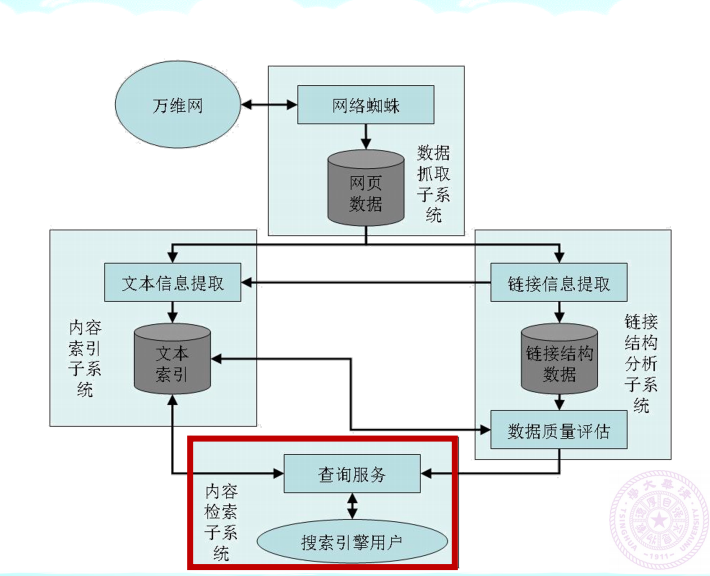 万维网
网络蜘蛛
网页
数据
数据
抓取
子系
统
文本信息提取
链接信息提取
内容
索引
子系
统
文本
索引
链接结构
数据
链接
结构
分析
子系
统
数据质量评估
查询服务
内容
检索
子系
统
搜索引擎用户
TSINGHUA UNIVERSITY
-1911-